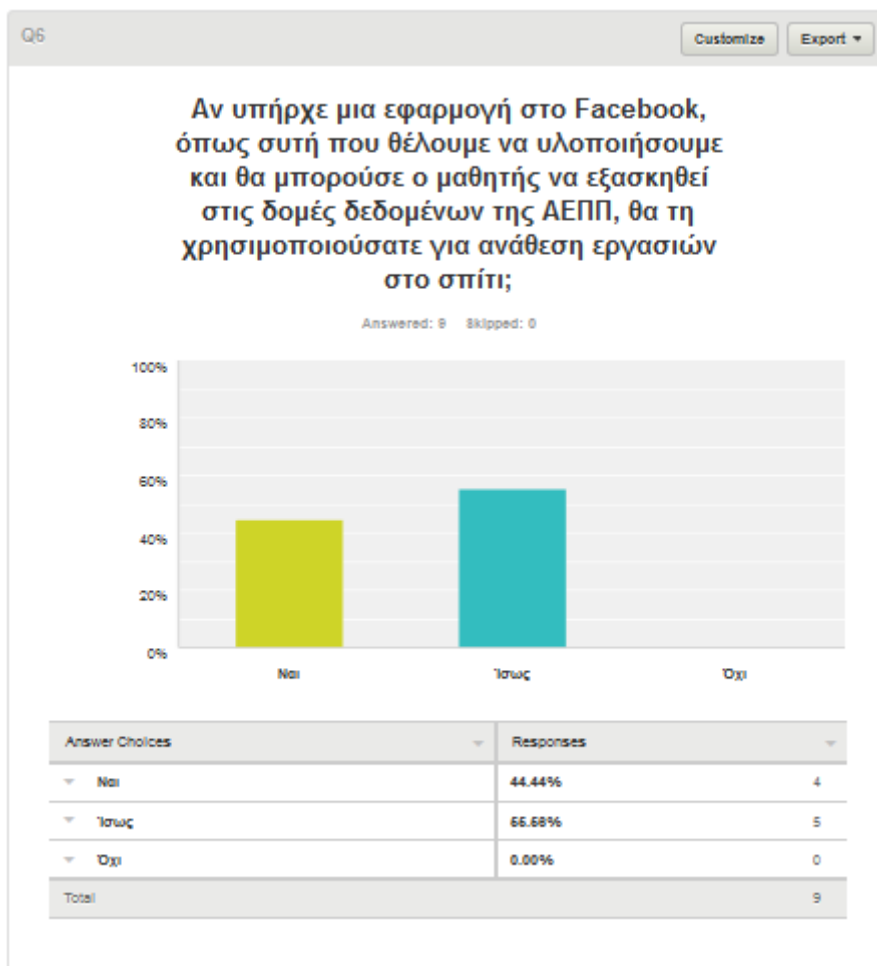 Q6
Customize
Export
Αν υπήρχε μια εφαρμογή στο Facebook,
όπως συτή που θέλουμε να υλοποιήσουμε
και θα μπορούσε ο μαθητής να εξασκηθεί
στις δομές δεδομένων της ΑΕΠΠ, θα τη
χρησιμοποιούσατε για ανάθεση εργασιών
στο σπίτι;
Answered: 9 Skipped: 0
100%
80%
60%
40%
20%
0%
Ναι Ίσως Όχι
Answer Choices Responses
Ναι 44.44% 4
Ίσως 55.56% 5
Όχι 0.00% 0
Total 9